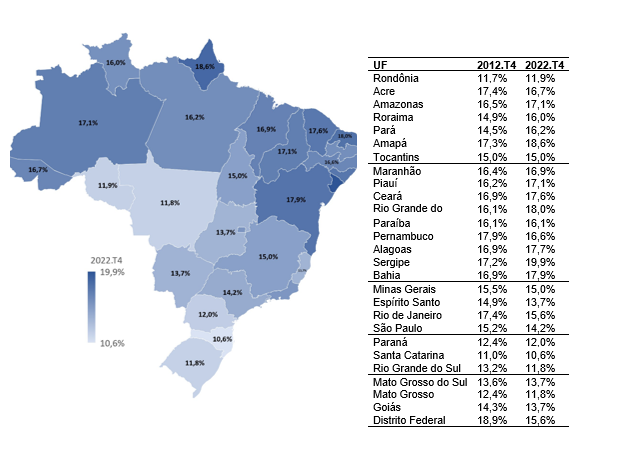 16,0%
18,6%
17,1%
16,2%
16,9%
17,6%
18,0%
17,1%
16,6%
16,7%
15,0%
11,9%
11,8%
17,9%
13,7%
15,0%
13,7%
14,2%
12,0%
10,6%
11,8%
2022.T4
19,9%
10,6%
UF 2012.T4 2022.T4
Rondônia 11,7% 11,9%
Acre 17,4% 16,7%
Amazonas 16,5% 17,1%
Roraima 14,9% 16,0%
Pará 14,5% 16,2%
Amapá 17,3% 18,6%
Tocantins 15,0% 15,0%
Maranhão 16,4% 16,9%
Piauí 16,2% 17,1%
Ceará 16,9% 17,6%
Rio Grande do 16,1% 18,0%
Paraíba 16,1% 16,1%
Pernambuco 17,9% 16,6%
Alagoas 16,9% 17,7%
Sergipe 17,2% 19,9%
Bahia 16,9% 17,9%
Minas Gerais 15,5% 15,0%
Espírito Santo 14,9% 13,7%
Rio de Janeiro 17,4% 15,6%
São Paulo 15,2% 14,2%
Paraná 12,4% 12,0%
Santa Catarina 11,0% 10,6%
Rio Grande do Sul 13,2% 11,8%
Mato Grosso do Sul 13,6% 13,7%
Mato Grosso 12,4% 11,8%
Goiás 14,3% 13,7%
Distrito Federal 18,9% 15,6%